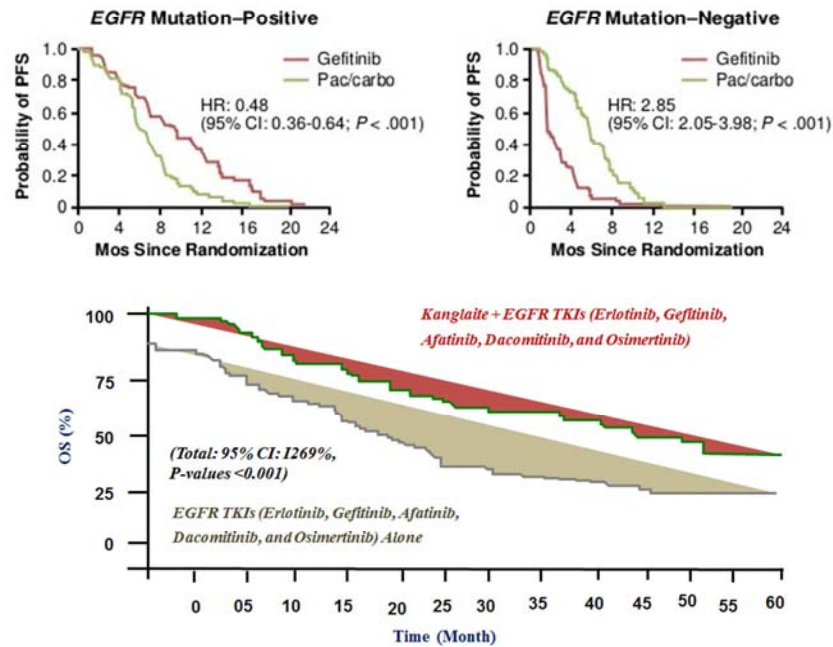 EGFR Mutation–Positive
1.0
0.8
0.6
0.4
0.2
0
Probability of PFS
Gefitinib
Pac/carbo
HR: 0.48
(95% CI: 0.36-0.64; P < .001)
0 4 8 12 16 20 24
Mos Since Randomization
EGFR Mutation–Negative
1.0
0.8
0.6
0.4
0.2
0
Probability of PFS
Gefitinib
Pac/carbo
HR: 2.85
(95% CI: 2.05-3.98; P < .001)
0 4 8 12 16 20 24
Mos Since Randomization
100
75
50
25
0
OS (%)
Kanglaite + EGFR TKIs (Erlotinib, Gefitinib,
Afatinib, Dacomitinib, and Osimertinib)
(Total: 95% CI: I269%,
P-values <0.001)
EGFR TKIs (Erlotinib, Gefitinib, Afatinib,
Dacomitinib, and Osimertinib) Alone
0 05 10 15 20 25 30 35 40 45 50 55 60
Time (Month)